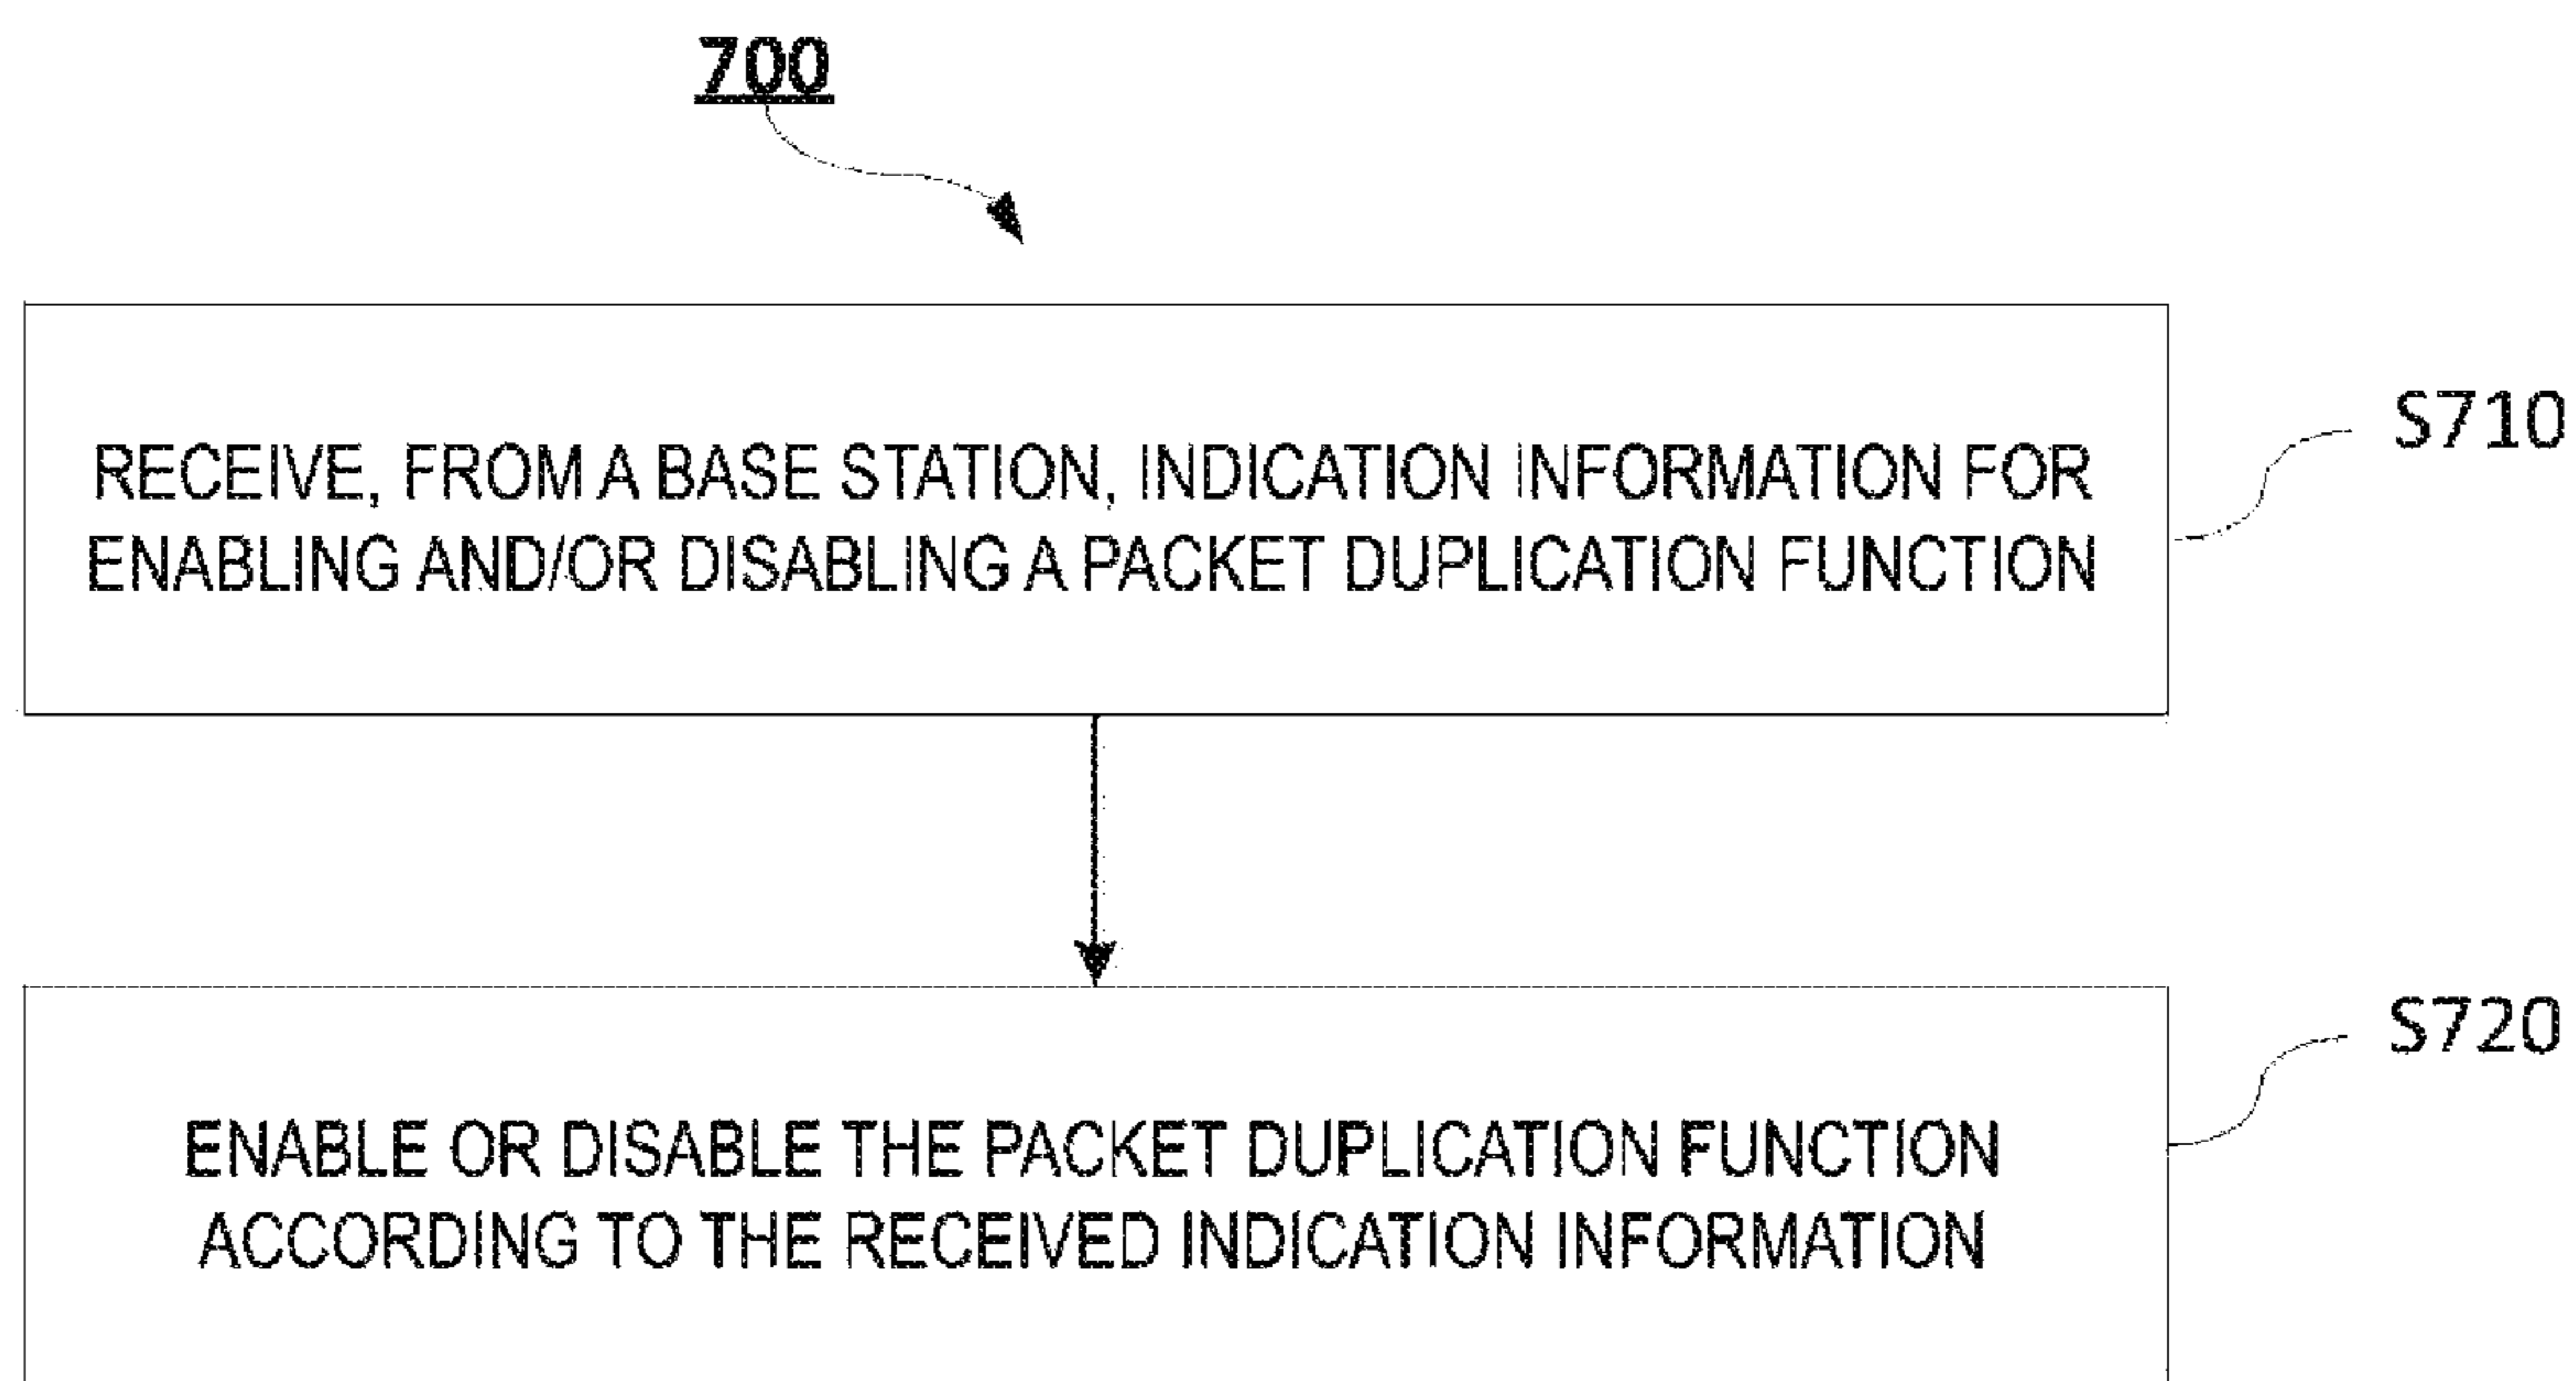 700
RECEIVE, FROM A BASE STATION, INDICATION INFORMATION FOR
ENABLING AND/OR DISABLING A PACKET DUPLICATION FUNCTION
S710
ENABLE OR DISABLE THE PACKET DUPLICATION FUNCTION
ACCORDING TO THE RECEIVED INDICATION INFORMATION
S720